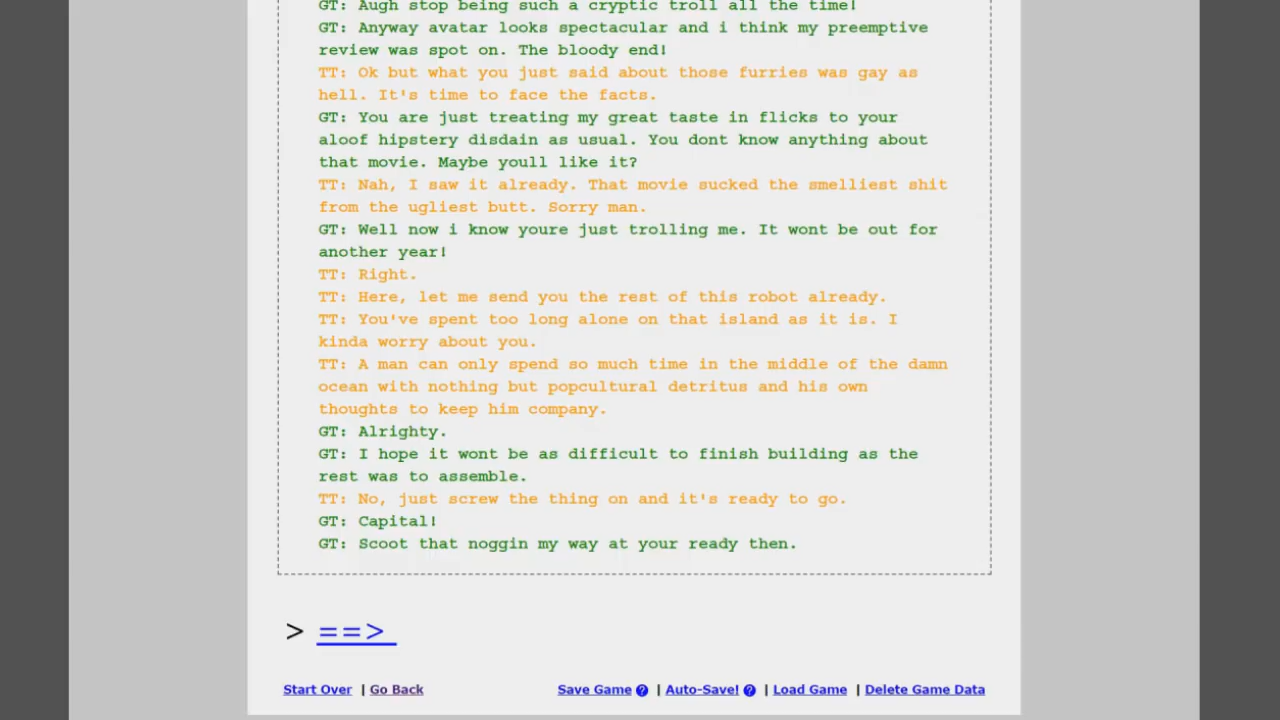 GT: Augh stop being such a cryptic troll all the time!
GT: Anyway avatar looks spectacular and i think my preemptive
review was spot on. The bloody end!
TT: Ok but what you just said about those furries was gay as
hell. It's time to face the facts.
GT: You are just treating my great taste in flicks to your
aloof hipstery disdain as usual. You dont know anything about
that movie. Maybe youll like it?
TT: Nah, I saw it already. That movie sucked the smelliest shit
from the ugliest butt. Sorry man.
GT: Well now i know youre just trolling me. It wont be out for
another year!
TT: Right.
TT: Here, let me send you the rest of this robot already.
TT: You've spent too long alone on that island as it is. I
kinda worry about you.
TT: A man can only spend so much time in the middle of the damn
ocean with nothing but popcultural detritus and his own
thoughts to keep him company.
GT: Alrighty.
GT: I hope it wont be as difficult to finish building as the
rest was to assemble.
TT: No, just screw the thing on and it's ready to go.
GT: Capital!
GT: Scoot that noggin my way at your ready then.
> ==>
Start Over | Go Back Save Game ? | Auto-Save! ? | Load Game | Delete Game Data